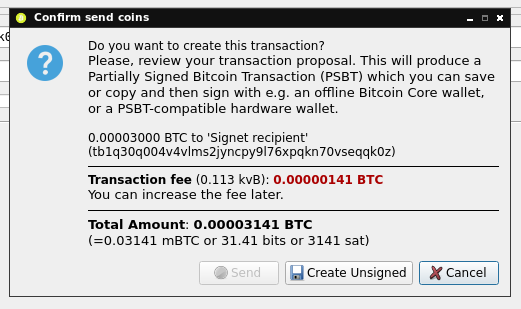 Confirm send coins
Do you want to create this transaction?
Please, review your transaction proposal. This will produce a
Partially Signed Bitcoin Transaction (PSBT) which you can save
or copy and then sign with e.g. an offline Bitcoin Core wallet,
or a PSBT-compatible hardware wallet.
0.00003000 BTC to 'Signet recipient'
(tb1q30q004v4vlms2jyncpy9l76xpqkn70vseqqk0z)
Transaction fee (0.113 kvB): 0.00000141 BTC
You can increase the fee later.
Total Amount: 0.00003141 BTC
(=0.03141 mBTC or 31.41 bits or 3141 sat)
Send
Create Unsigned
Cancel